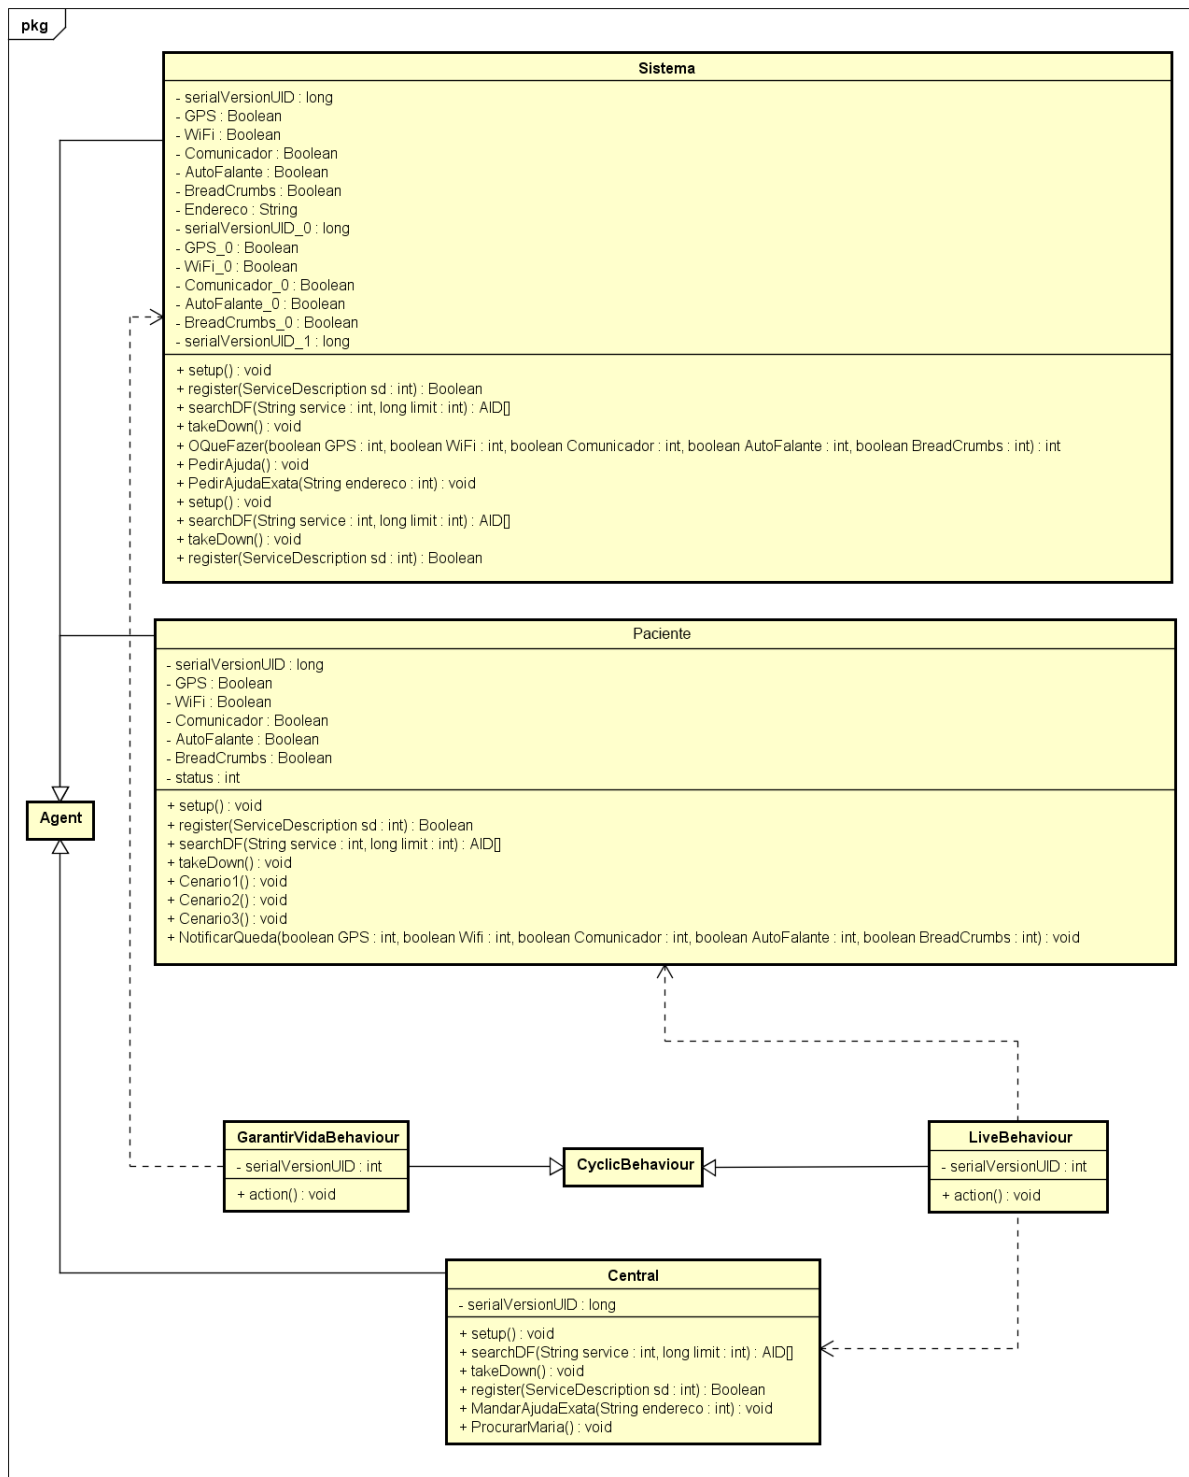 pkg
Sistema
- serialVersionUID : long
- GPS : Boolean
- WiFi : Boolean
- Comunicador : Boolean
- AutoFalante : Boolean
- BreadCrumbs : Boolean
- Endereco : String
- serialVersionUID_0 : long
- GPS_0 : Boolean
- WiFi_0 : Boolean
- Comunicador_0 : Boolean
- AutoFalante_0 : Boolean
- BreadCrumbs_0 : Boolean
- serialVersionUID_1 : long
+ setup() : void
+ register(ServiceDescription sd : int) : Boolean
+ searchDF(String service : int, long limit : int) : AID[]
+ takeDown() : void
+ OQueFazer(boolean GPS : int, boolean WiFi : int, boolean Comunicador : int, boolean AutoFalante : int, boolean BreadCrumbs : int) : int
+ PedirAjuda() : void
+ PedirAjudaExata(String endereco : int) : void
+ setup() : void
+ searchDF(String service : int, long limit : int) : AID[]
+ takeDown() : void
+ register(ServiceDescription sd : int) : Boolean
Paciente
- serialVersionUID : long
- GPS : Boolean
- WiFi : Boolean
- Comunicador : Boolean
- AutoFalante : Boolean
- BreadCrumbs : Boolean
- status : int
+ setup() : void
+ register(ServiceDescription sd : int) : Boolean
+ searchDF(String service : int, long limit : int) : AID[]
+ takeDown() : void
+ Cenario1() : void
+ Cenario2() : void
+ Cenario3() : void
+ NotificarQueda(boolean GPS : int, boolean Wifi : int, boolean Comunicador : int, boolean AutoFalante : int, boolean BreadCrumbs : int) : void
Agent
GarantirVidaBehaviour
- serialVersionUID : int
+ action() : void
CyclicBehaviour
LiveBehaviour
- serialVersionUID : int
+ action() : void
Central
- serialVersionUID : long
+ setup() : void
+ searchDF(String service : int, long limit : int) : AID[]
+ takeDown() : void
+ register(ServiceDescription sd : int) : Boolean
+ MandarAjudaExata(String endereco : int) : void
+ ProcurarMaria() : void